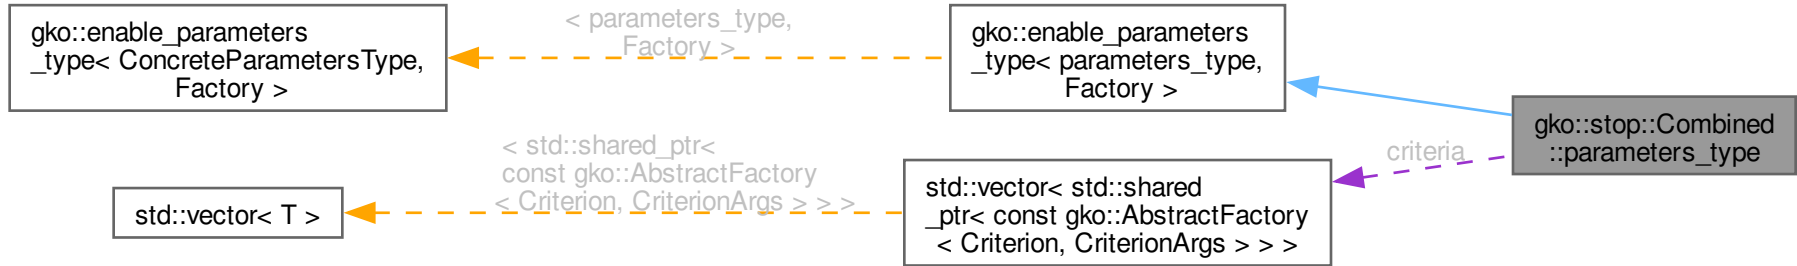 gko::enable_parameters
_type< ConcreteParametersType,
Factory >
< parameters_type,
Factory >
gko::enable_parameters
_type< parameters_type,
Factory >
gko::stop::Combined
::parameters_type
criteria
std::vector< T >
< std::shared_ptr<
const gko::AbstractFactory
< Criterion, CriterionArgs > > >
std::vector< std::shared
_ptr< const gko::AbstractFactory
< Criterion, CriterionArgs > > >